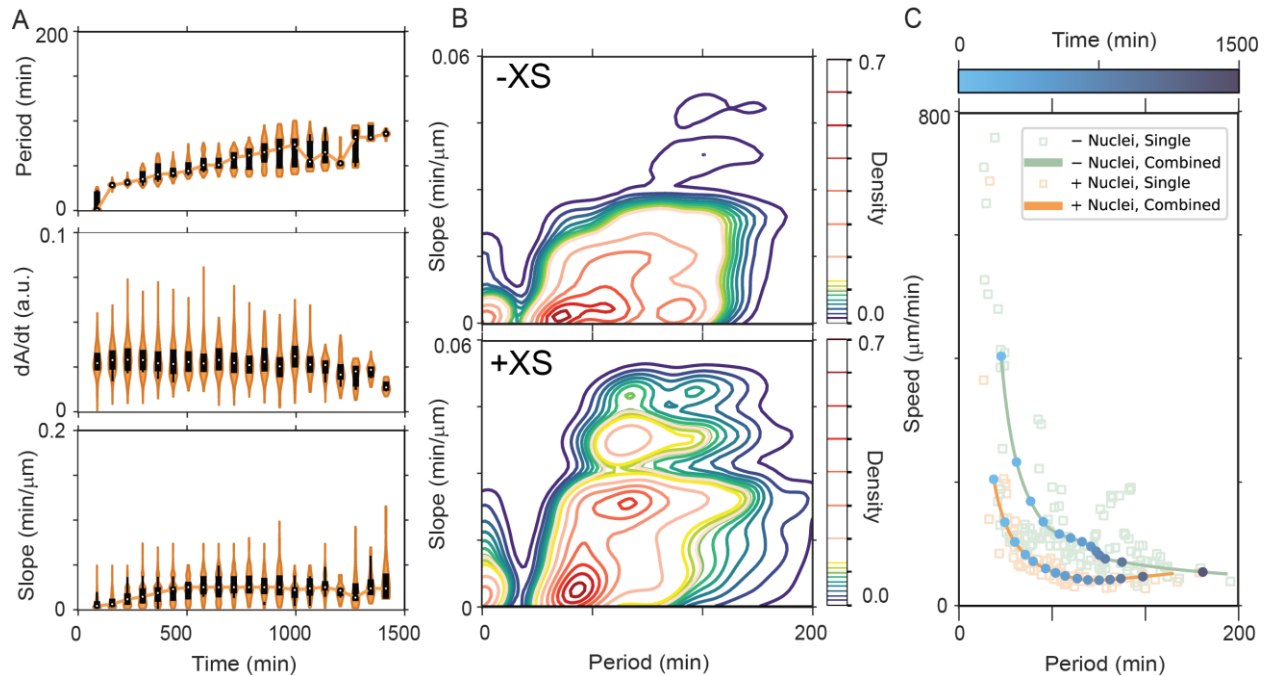 A
200
Period (min)
0
0.1
dA/dt (a.u.)
0
0.2
Slope (min/μm)
0
0
500
1000
1500
Time (min)
B
0.06
-XS
Slope (min/μm)
0
0.7
Density
0.0
0.06
+XS
Slope (min/μm)
0
0.7
Density
0.0
0
200
Period (min)
C
0
Time (min)
1500
800
− Nuclei, Single
− Nuclei, Combined
+ Nuclei, Single
+ Nuclei, Combined
Speed (μm/min)
0
0
200
Period (min)